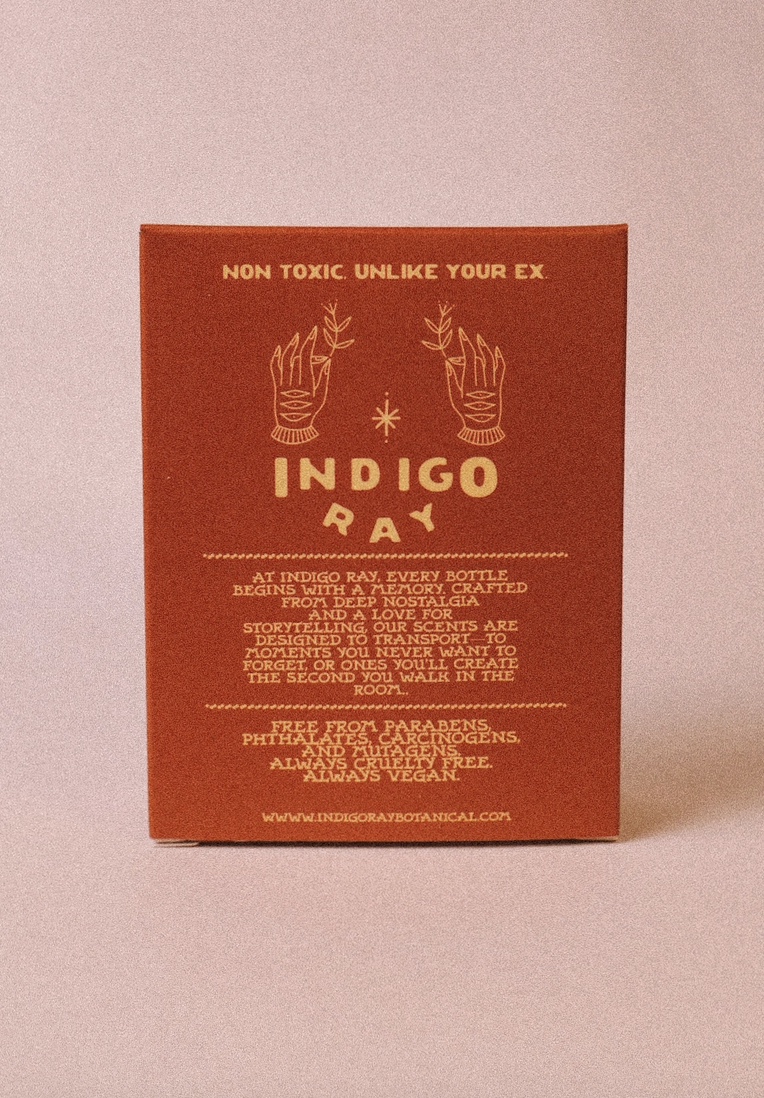 NON TOXIC. UNLIKE YOUR EX.
INDIGO
RAY
AT INDIGO RAY, EVERY BOTTLE
BEGINS WITH A MEMORY, CRAFTED
FROM DEEP NOSTALGIA
AND A LOVE FOR
STORYTELLING, OUR SCENTS ARE
DESIGNED TO TRANSPORT—TO
MOMENTS YOU NEVER WANT TO
FORGET, OR ONES YOU'LL CREATE
THE SECOND YOU WALK IN THE
ROOM..
FREE FROM PARABENS,
PHTHALATES, CARCINOGENS,
AND MUTAGENS.
ALWAYS CRUELTY FREE.
ALWAYS VEGAN.
WWW.INDIGORAYBOTANICAL.COM